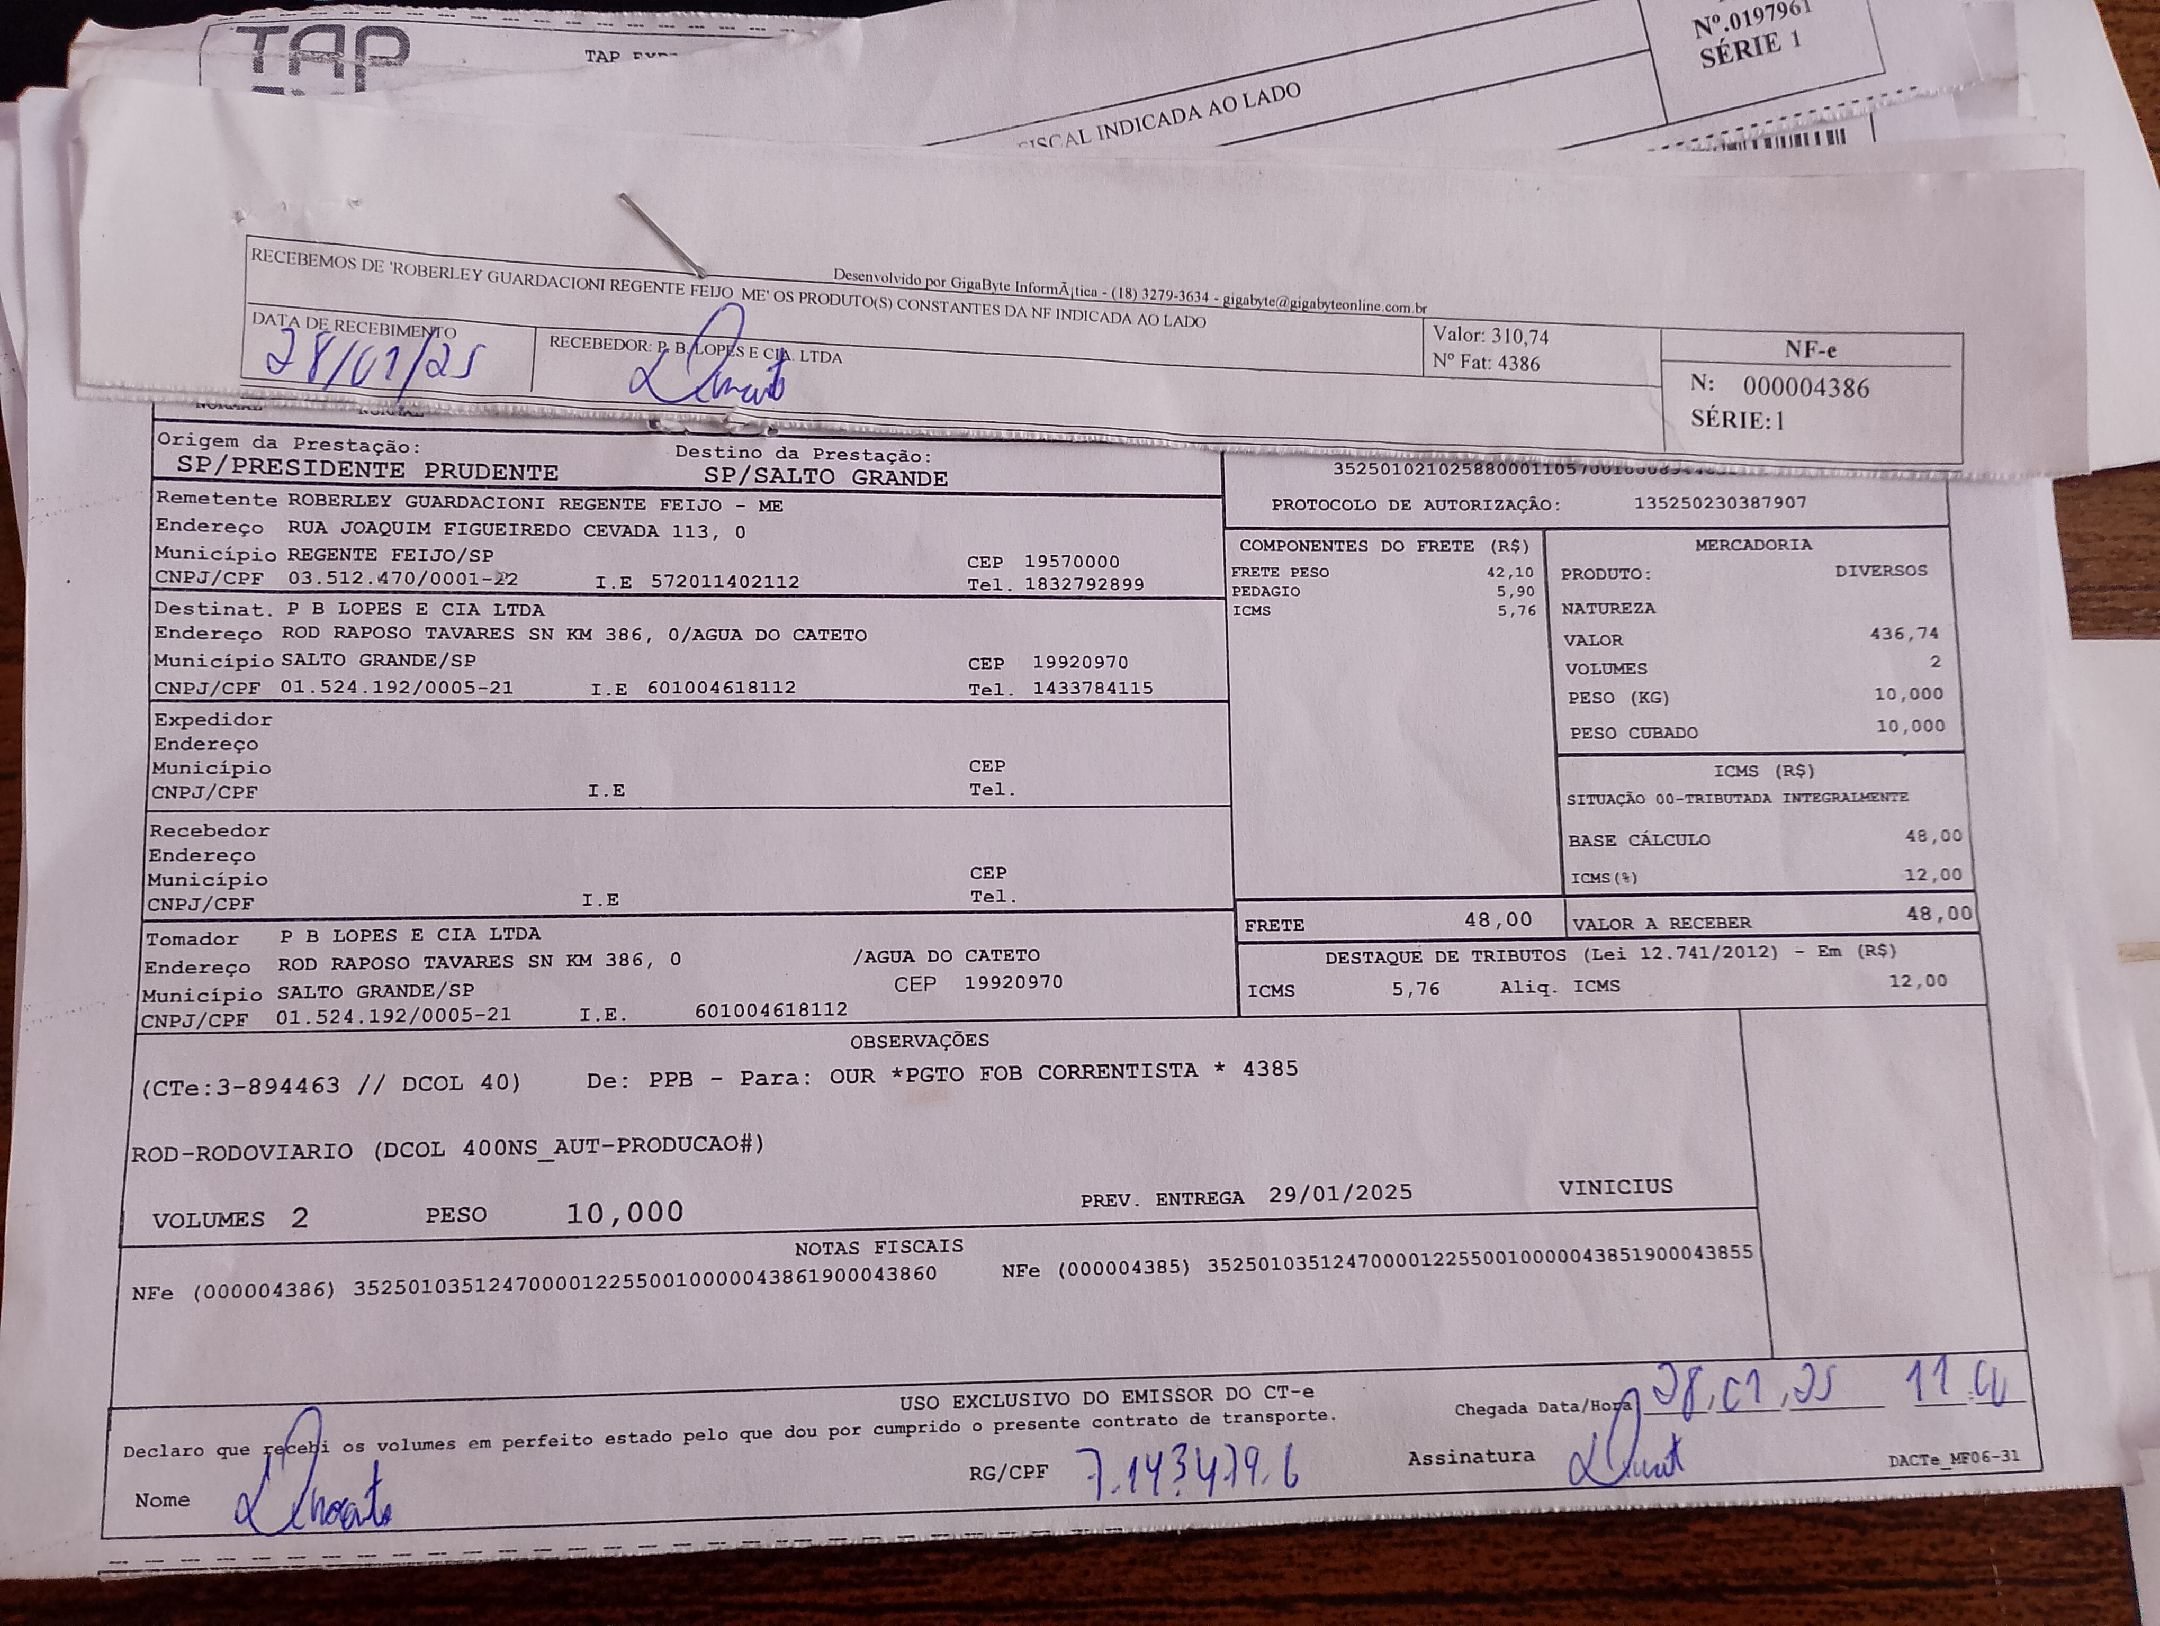 TAP
TAP
Nº.0197961
SÉRIE 1
FISCAL INDICADA AO LADO
Desenvolvido por GigaByte InformÃ¡tica - (18) 3279-3634 - gigabyte@gigabyteonline.com.br
RECEBEMOS DE 'ROBERLEY GUARDACIONI REGENTE FEIJO ME' OS PRODUTO(S) CONSTANTES DA NF INDICADA AO LADO
DATA DE RECEBIMENTO
28/01/25
RECEBEDOR: P. B. LOPES E CIA. LTDA
Valor: 310,74
Nº Fat: 4386
NF-e
N: 000004386
SÉRIE:1
NORMAL NORMAL
Origem da Prestação: Destino da Prestação:
SP/PRESIDENTE PRUDENTE SP/SALTO GRANDE
PROTOCOLO DE AUTORIZAÇÃO: 135250230387907
Remetente ROBERLEY GUARDACIONI REGENTE FEIJO - ME
Endereço RUA JOAQUIM FIGUEIREDO CEVADA 113, 0
Município REGENTE FEIJO/SP CEP 19570000
CNPJ/CPF 03.512.470/0001-22 I.E 572011402112 Tel. 1832792899
Destinat. P B LOPES E CIA LTDA
Endereço ROD RAPOSO TAVARES SN KM 386, 0/AGUA DO CATETO
Município SALTO GRANDE/SP CEP 19920970
CNPJ/CPF 01.524.192/0005-21 I.E 601004618112 Tel. 1433784115
Expedidor
Endereço
Município CEP
CNPJ/CPF I.E Tel.
Recebedor
Endereço
Município CEP
CNPJ/CPF I.E Tel.
Tomador P B LOPES E CIA LTDA
Endereço ROD RAPOSO TAVARES SN KM 386, 0 /AGUA DO CATETO
Município SALTO GRANDE/SP CEP 19920970
CNPJ/CPF 01.524.192/0005-21 I.E. 601004618112
COMPONENTES DO FRETE (R$)
FRETE PESO 42,10
PEDAGIO 5,90
ICMS 5,76
MERCADORIA
PRODUTO: DIVERSOS
NATUREZA
VALOR 436,74
VOLUMES 2
PESO (KG) 10,000
PESO CUBADO 10,000
ICMS (R$)
SITUAÇÃO 00-TRIBUTADA INTEGRALMENTE
BASE CÁLCULO 48,00
ICMS(%) 12,00
FRETE 48,00 VALOR A RECEBER 48,00
DESTAQUE DE TRIBUTOS (Lei 12.741/2012) - Em (R$)
ICMS 5,76 Aliq. ICMS 12,00
OBSERVAÇÕES
(CTe:3-894463 // DCOL 40) De: PPB - Para: OUR *PGTO FOB CORRENTISTA * 4385
ROD-RODOVIARIO (DCOL 400NS_AUT-PRODUCAO#)
VOLUMES 2 PESO 10,000 PREV. ENTREGA 29/01/2025 VINICIUS
NOTAS FISCAIS
NFe (000004386) 35250103512470000122550010000043861900043860 NFe (000004385) 35250103512470000122550010000043851900043855
USO EXCLUSIVO DO EMISSOR DO CT-e
Declaro que recebi os volumes em perfeito estado pelo que dou por cumprido o presente contrato de transporte.
Chegada Data/Hora 28,01,25 11
Nome RG/CPF 7.143.479.6 Assinatura DACTe_MF06-31